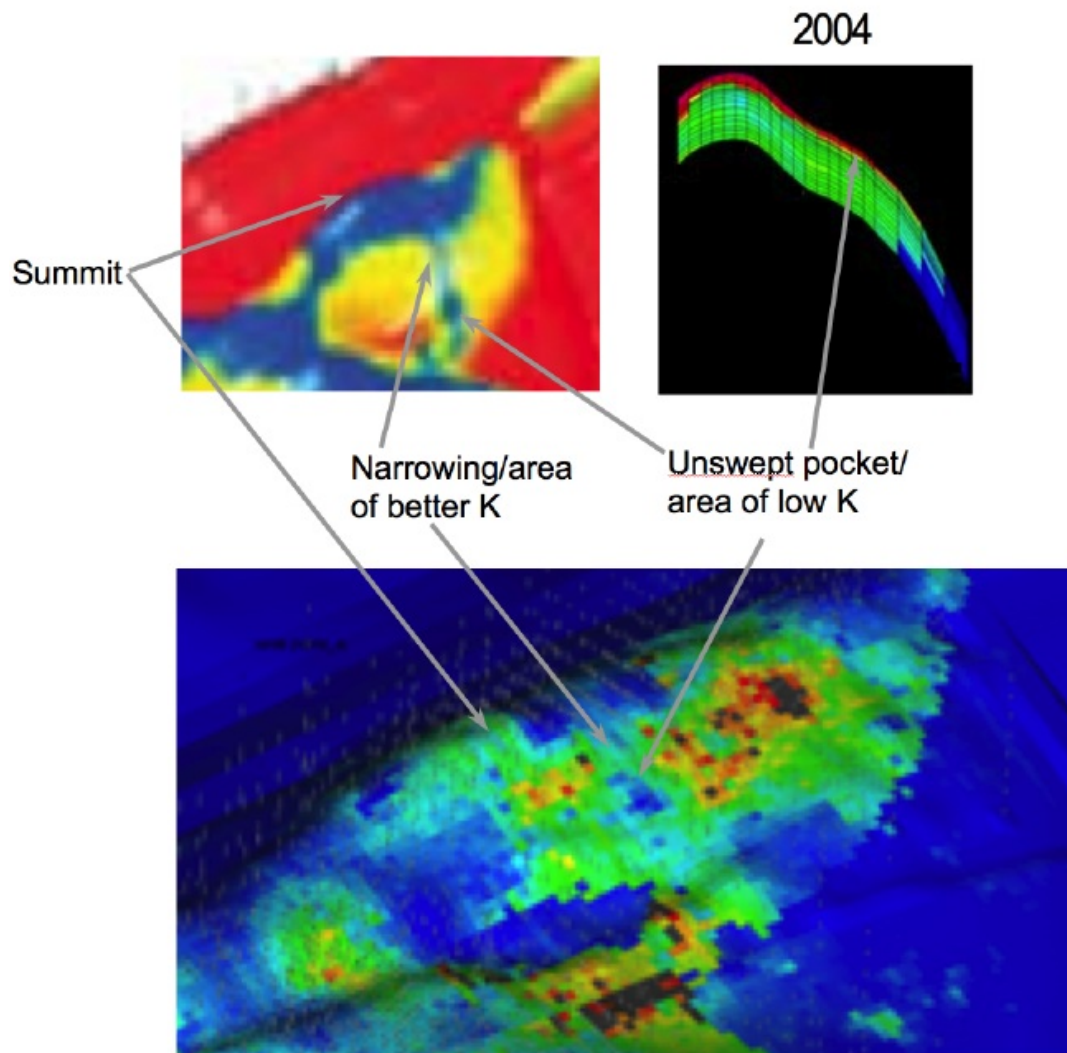 2004
Summit
Narrowing/area
of better K
Unswept pocket/
area of low K